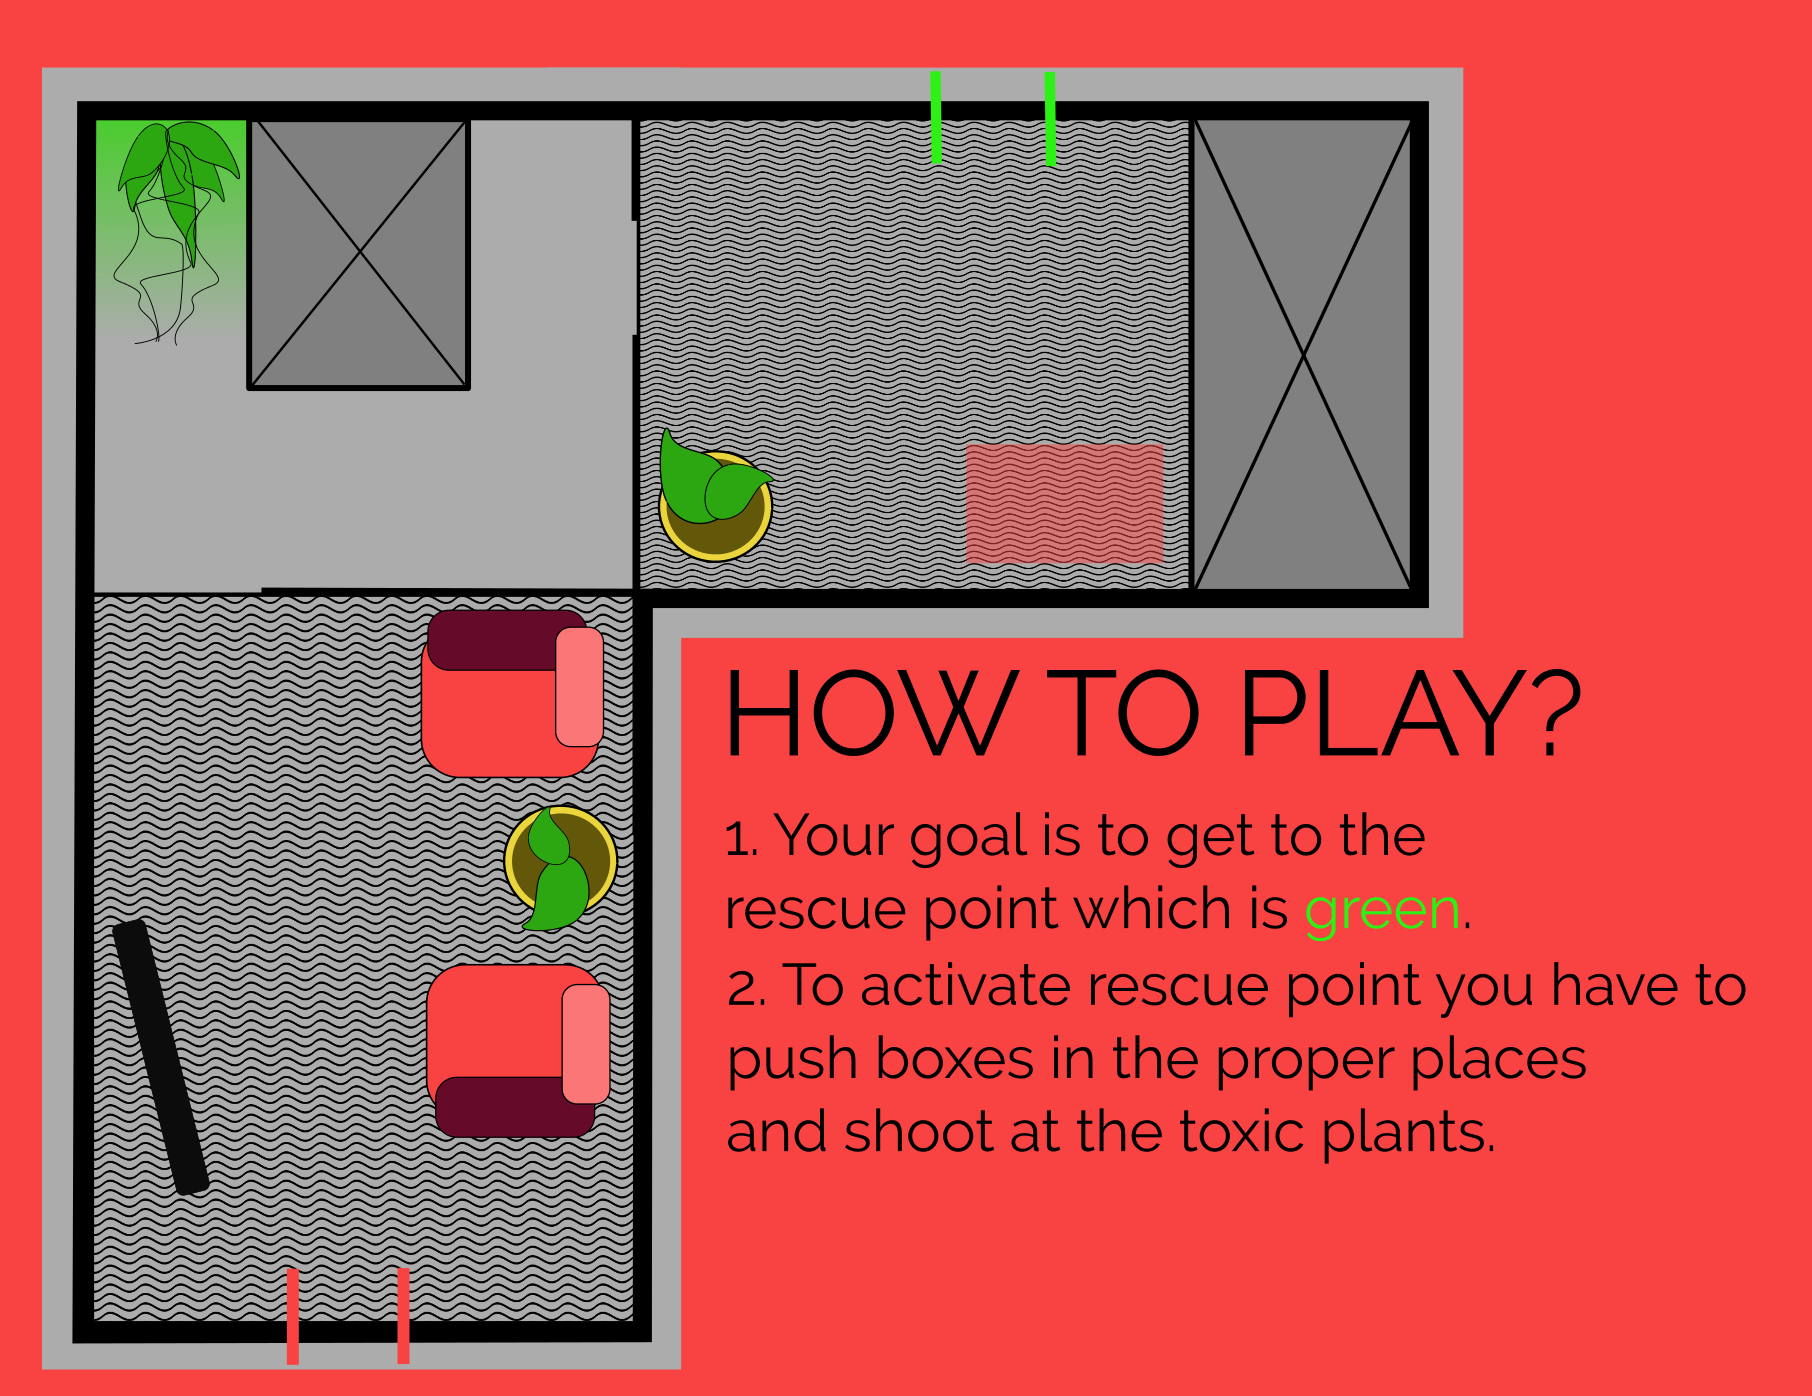 HOW TO PLAY?
1. Your goal is to get to the
rescue point which is green.
2. To activate rescue point you have to
push boxes in the proper places
and shoot at the toxic plants.